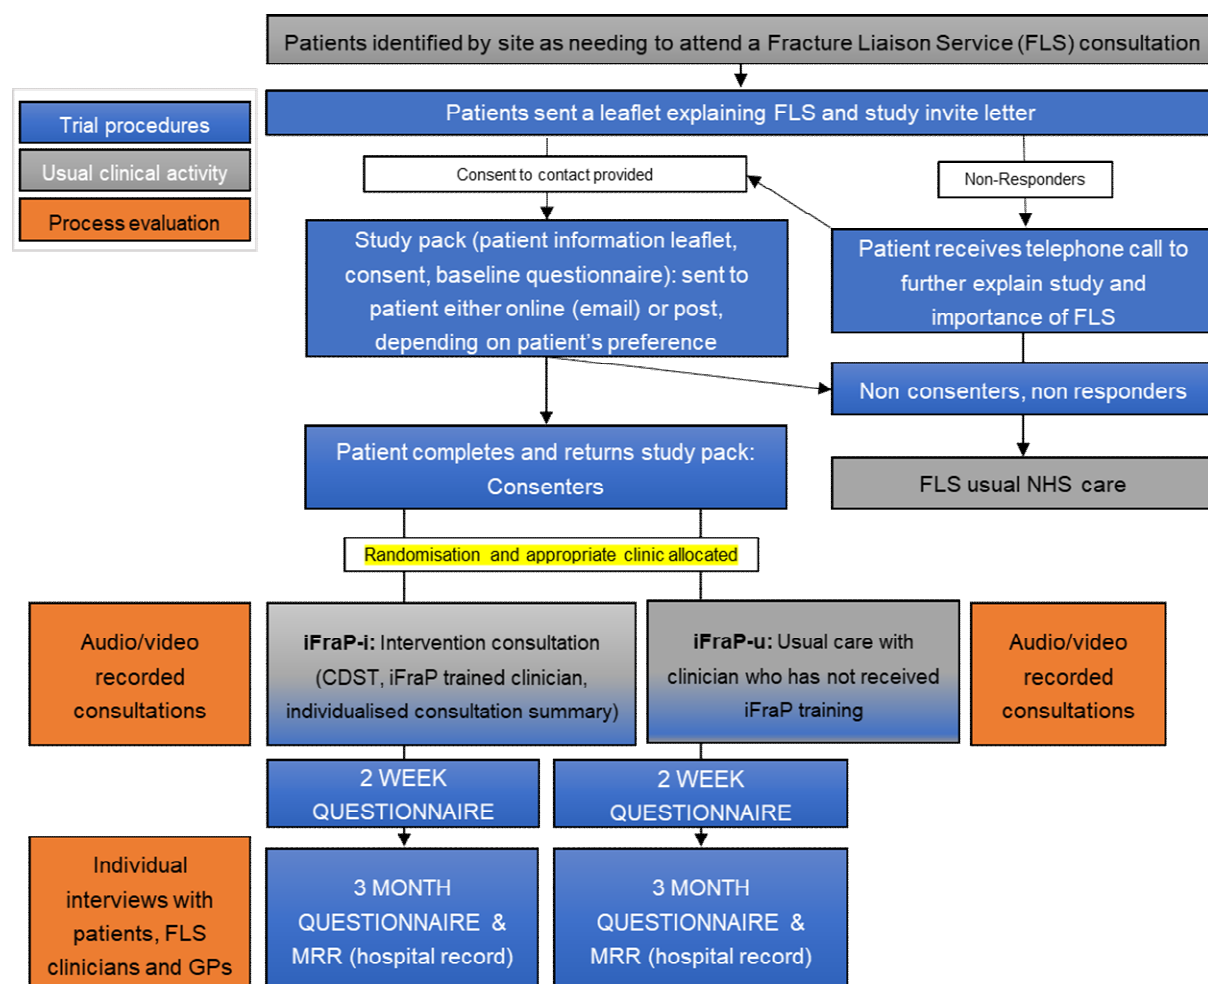 Patients identified by site as needing to attend a Fracture Liaison Service (FLS) consultation
Trial procedures
Usual clinical activity
Process evaluation
Patients sent a leaflet explaining FLS and study invite letter
Consent to contact provided
Non-Responders
Study pack (patient information leaflet,
consent, baseline questionnaire): sent to
patient either online (email) or post,
depending on patient's preference
Patient receives telephone call to
further explain study and
importance of FLS
Non consenters, non responders
FLS usual NHS care
Patient completes and returns study pack:
Consenters
Randomisation and appropriate clinic allocated
Audio/video
recorded
consultations
iFraP-i: Intervention consultation
(CDST, iFraP trained clinician,
individualised consultation summary)
iFraP-u: Usual care with
clinician who has not received
iFraP training
Audio/video
recorded
consultations
2 WEEK
QUESTIONNAIRE
2 WEEK
QUESTIONNAIRE
Individual
interviews with
patients, FLS
clinicians and GPs
3 MONTH
QUESTIONNAIRE &
MRR (hospital record)
3 MONTH
QUESTIONNAIRE &
MRR (hospital record)